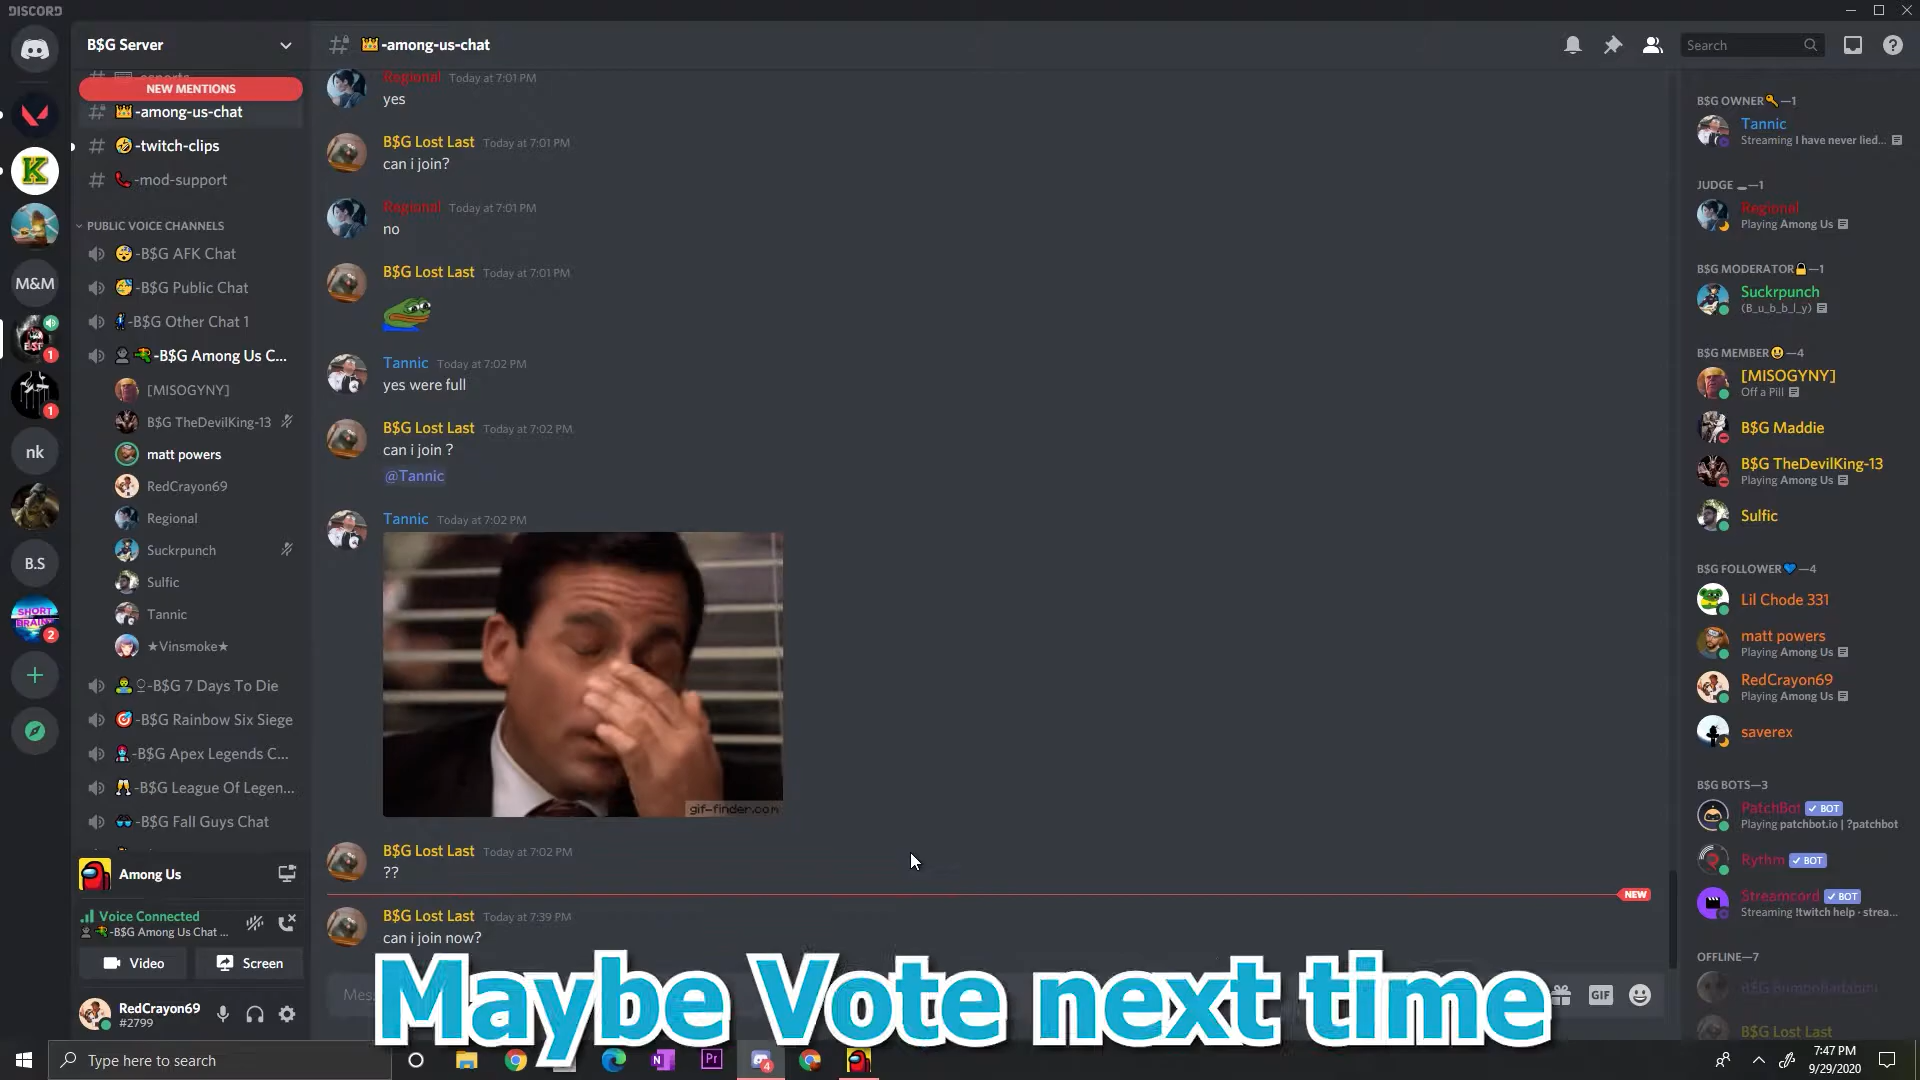 DISCORD
B$G Server
-among-us-chat
Search
-esports
NEW MENTIONS
-among-us-chat
-twitch-clips
-mod-support
PUBLIC VOICE CHANNELS
-B$G AFK Chat
-B$G Public Chat
-B$G Other Chat 1
-B$G Among Us C...
[MISOGYNY]
B$G TheDevilKing-13
matt powers
RedCrayon69
Regional
Suckrpunch
Sulfic
Tannic
★Vinsmoke★
-B$G 7 Days To Die
-B$G Rainbow Six Siege
-B$G Apex Legends C...
-B$G League Of Legen...
-B$G Fall Guys Chat
Among Us
Voice Connected
-B$G Among Us Chat ...
Video
Screen
RedCrayon69
#2799
M&M
ESF
1
1
nk
B.S
SHORT
BRAIN
2
Regional Today at 7:01 PM
yes
B$G Lost Last Today at 7:01 PM
can i join?
Regional Today at 7:01 PM
no
B$G Lost Last Today at 7:01 PM
Tannic Today at 7:02 PM
yes were full
B$G Lost Last Today at 7:02 PM
can i join ?
@Tannic
Tannic Today at 7:02 PM
gif-finder.com
B$G Lost Last Today at 7:02 PM
??
NEW
B$G Lost Last Today at 7:39 PM
can i join now?
GIF
Maybe Vote next time
B$G OWNER—1
Tannic
Streaming I have never lied...
JUDGE—1
Regional
Playing Among Us
B$G MODERATOR—1
Suckrpunch
(B_u_b_b_l_y)
B$G MEMBER—4
[MISOGYNY]
Off a Pill
B$G Maddie
B$G TheDevilKing-13
Playing Among Us
Sulfic
B$G FOLLOWER—4
Lil Chode 331
matt powers
Playing Among Us
RedCrayon69
Playing Among Us
saverex
B$G BOTS—3
PatchBot BOT
Playing patchbot.io | ?patchbot
Rythm BOT
Streamcord BOT
Streaming !twitch help · strea...
OFFLINE—7
B$G Lost Last
Type here to search
Pr
4
7:47 PM
9/29/2020